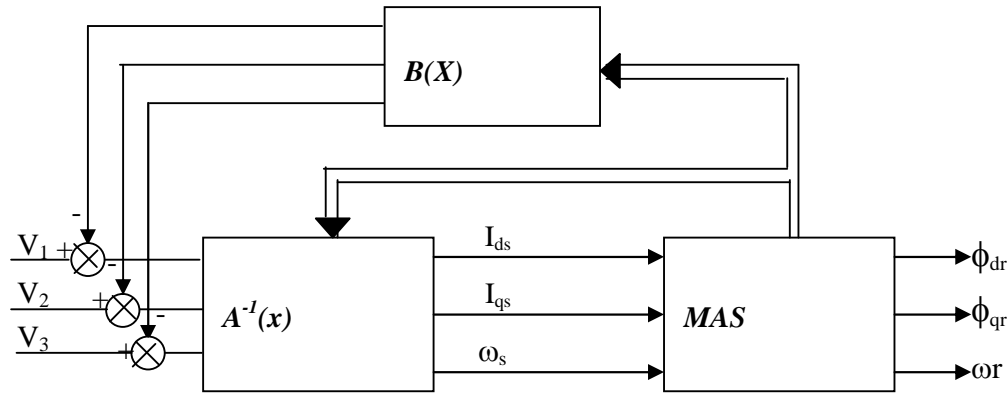 B(X)
-
V1 + -
Ids
ϕdr
V2 + -
A-1(x)
Iqs
MAS
ϕqr
V3 +
ωs
ωr